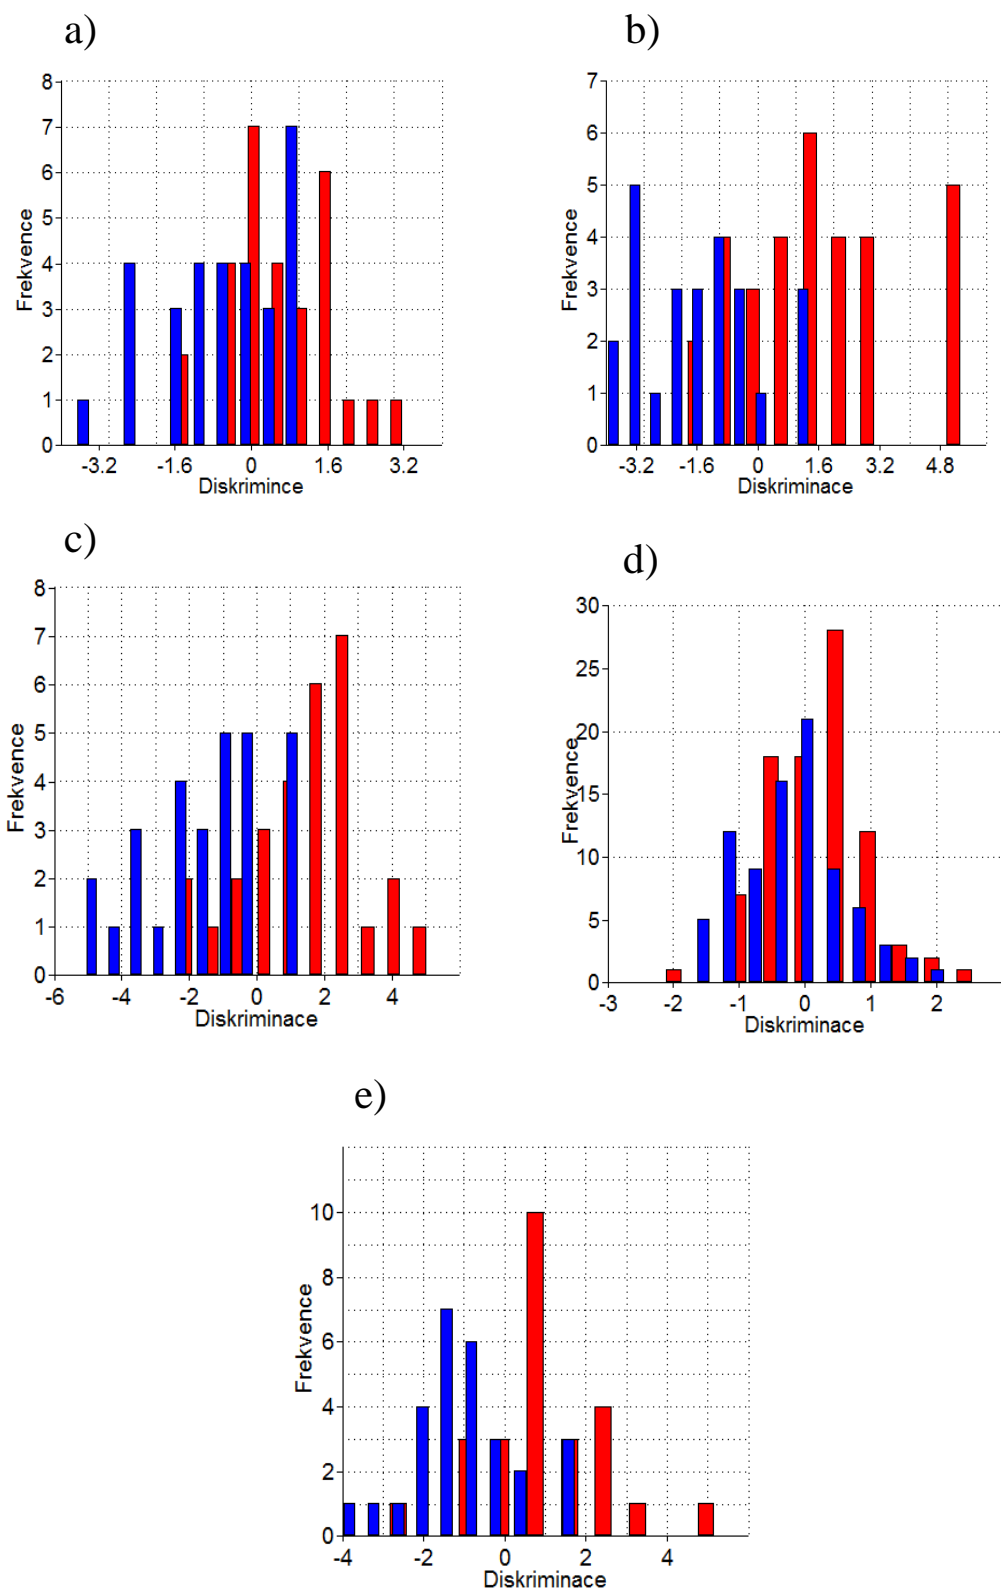 a)
8
7
6
5
4
3
2
1
0
Frekvence
-3.2 -1.6 0 1.6 3.2
Diskrimince
b)
7
6
5
4
3
2
1
0
Frekvence
-3.2 -1.6 0 1.6 3.2 4.8
Diskriminace
c)
8
7
6
5
4
3
2
1
0
Frekvence
-6 -4 -2 0 2 4
Diskriminace
d)
30
25
20
15
10
5
0
Frekvence
-3 -2 -1 0 1 2
Diskriminace
e)
10
8
6
4
2
0
Frekvence
-4 -2 0 2 4
Diskriminace